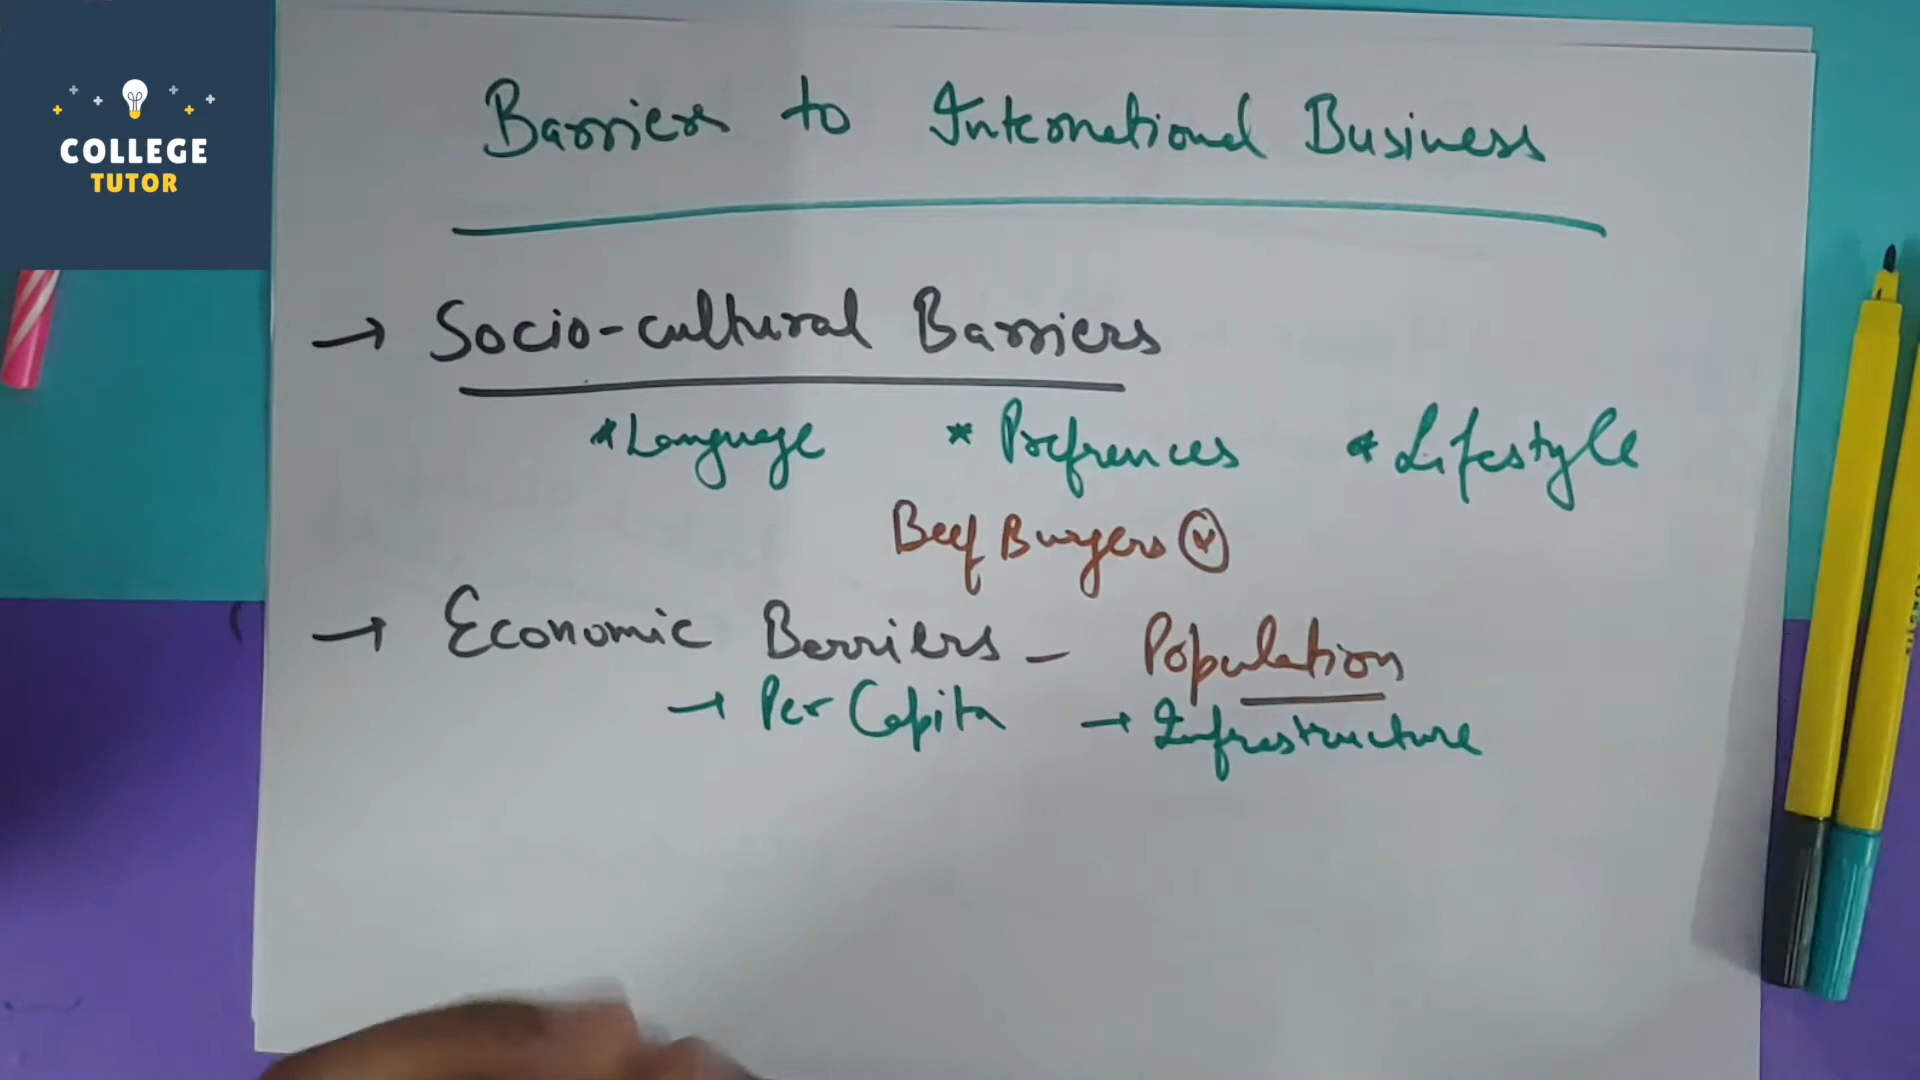 COLLEGE
TUTOR
Barriers to International Business
→ Socio-cultural Barriers
* Language * Prefrences * Lifestyle
Beef Burgers
→ Economic Barriers - Population
→ Per Capita → Infrastructure